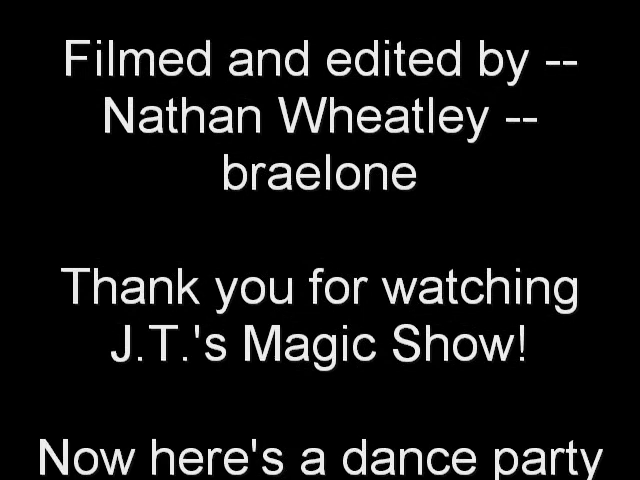 Filmed and edited by --
Nathan Wheatley --
braelone
Thank you for watching
J.T.'s Magic Show!
Now here's a dance party